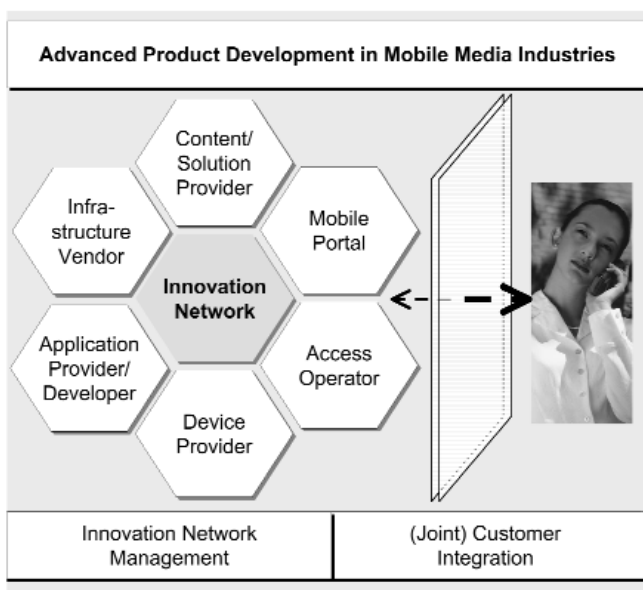 Advanced Product Development in Mobile Media Industries
Content/
Solution
Provider
Infra-
structure
Vendor
Mobile
Portal
Innovation
Network
Application
Provider/
Developer
Access
Operator
Device
Provider
Innovation Network
Management
(Joint) Customer
Integration